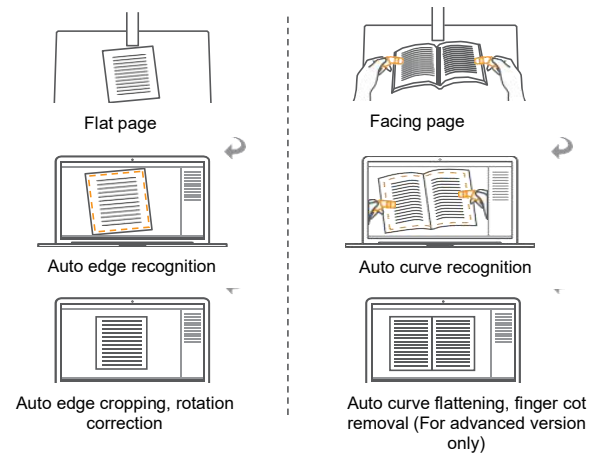 Flat page
Facing page
Auto edge recognition
Auto curve recognition
Auto edge cropping, rotation
correction
Auto curve flattening, finger cot
removal (For advanced version
only)